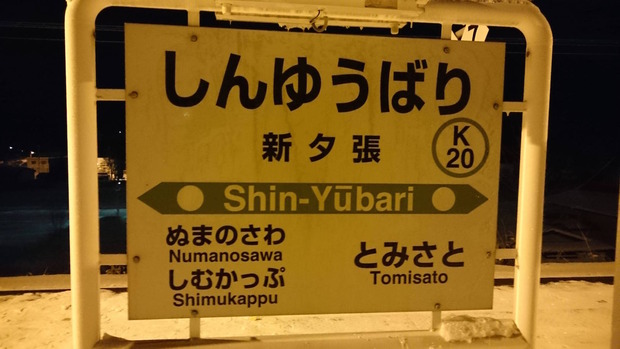 しんゆうばり
新夕張
K
20
Shin-Yūbari
ぬまのさわ
Numanosawa
しむかっぷ
Shimukappu
とみさと
Tomisato